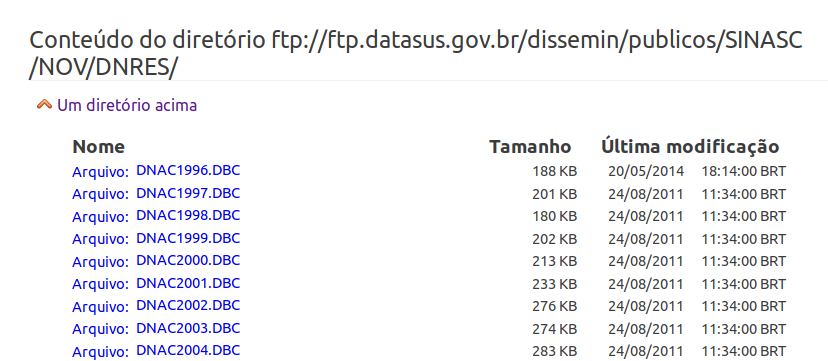 Conteúdo do diretório ftp://ftp.datasus.gov.br/dissemin/publicos/SINASC
/NOV/DNRES/
Um diretório acima
Nome Tamanho Última modificação
Arquivo: DNAC1996.DBC 188 KB 20/05/2014 18:14:00 BRT
Arquivo: DNAC1997.DBC 201 KB 24/08/2011 11:34:00 BRT
Arquivo: DNAC1998.DBC 180 KB 24/08/2011 11:34:00 BRT
Arquivo: DNAC1999.DBC 202 KB 24/08/2011 11:34:00 BRT
Arquivo: DNAC2000.DBC 213 KB 24/08/2011 11:34:00 BRT
Arquivo: DNAC2001.DBC 233 KB 24/08/2011 11:34:00 BRT
Arquivo: DNAC2002.DBC 276 KB 24/08/2011 11:34:00 BRT
Arquivo: DNAC2003.DBC 274 KB 24/08/2011 11:34:00 BRT
Arquivo: DNAC2004.DBC 283 KB 24/08/2011 11:34:00 BRT